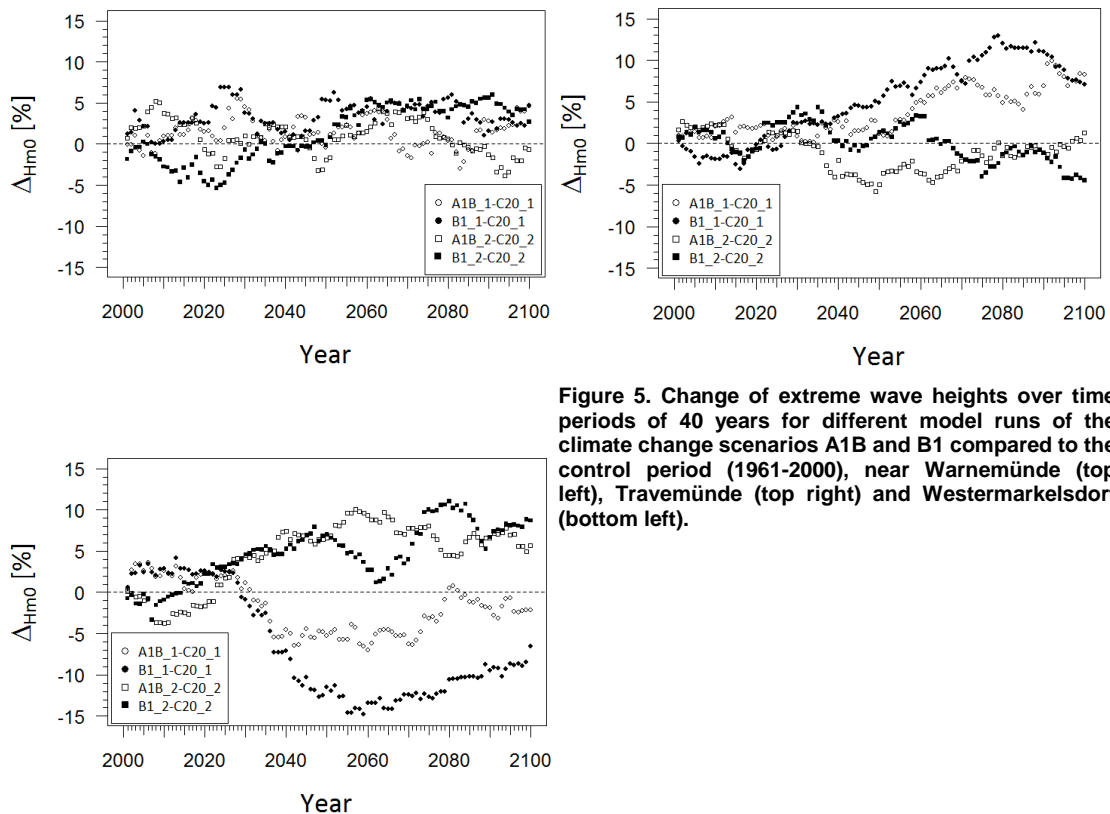 15
10
5
0
-5
-10
-15
ΔHm0 [%]
A1B_1-C20_1
B1_1-C20_1
A1B_2-C20_2
B1_2-C20_2
2000 2020 2040 2060 2080 2100
Year
15
10
5
0
-5
-10
-15
ΔHm0 [%]
A1B_1-C20_1
B1_1-C20_1
A1B_2-C20_2
B1_2-C20_2
2000 2020 2040 2060 2080 2100
Year
Figure 5. Change of extreme wave heights over time
periods of 40 years for different model runs of the
climate change scenarios A1B and B1 compared to the
control period (1961-2000), near Warnemünde (top
left), Travemünde (top right) and Westermarkelsdorf
(bottom left).
15
10
5
0
-5
-10
-15
ΔHm0 [%]
A1B_1-C20_1
B1_1-C20_1
A1B_2-C20_2
B1_2-C20_2
2000 2020 2040 2060 2080 2100
Year